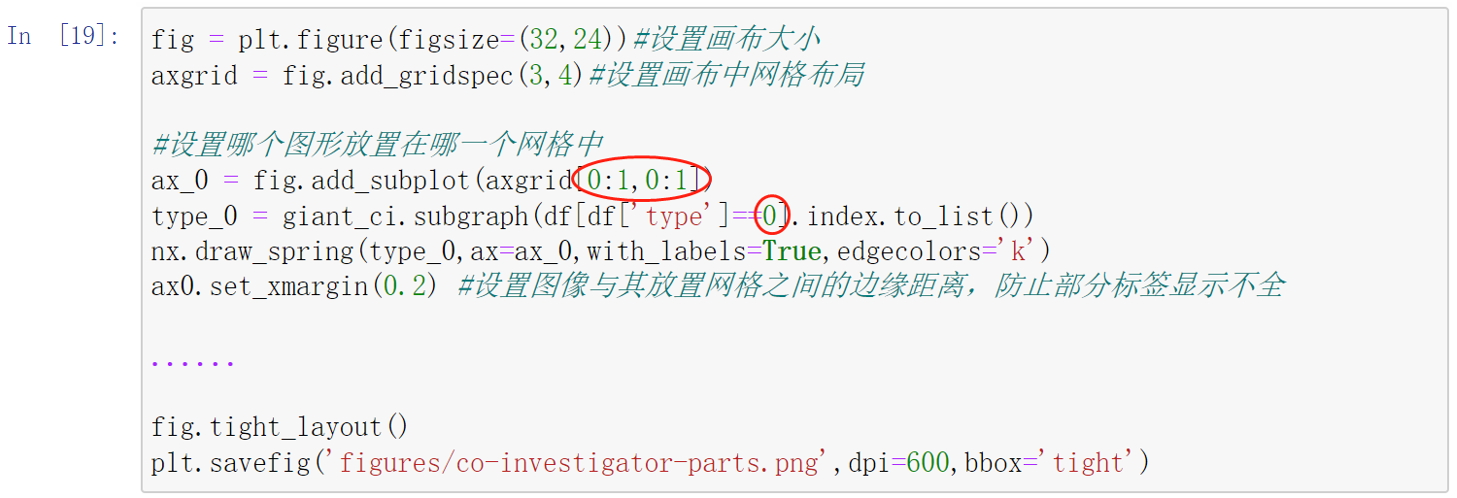 In [19]:
fig = plt.figure(figsize=(32,24))#设置画布大小
axgrid = fig.add_gridspec(3,4)#设置画布中网格布局
#设置哪个图形放置在哪一个网格中
ax_0 = fig.add_subplot(axgrid[0:1,0:1])
type_0 = giant_ci.subgraph(df[df['type']==0].index.to_list())
nx.draw_spring(type_0,ax=ax_0,with_labels=True,edgecolors='k')
ax0.set_xmargin(0.2) #设置图像与其放置网格之间的边缘距离，防止部分标签显示不全
......
fig.tight_layout()
plt.savefig('figures/co-investigator-parts.png',dpi=600,bbox='tight')